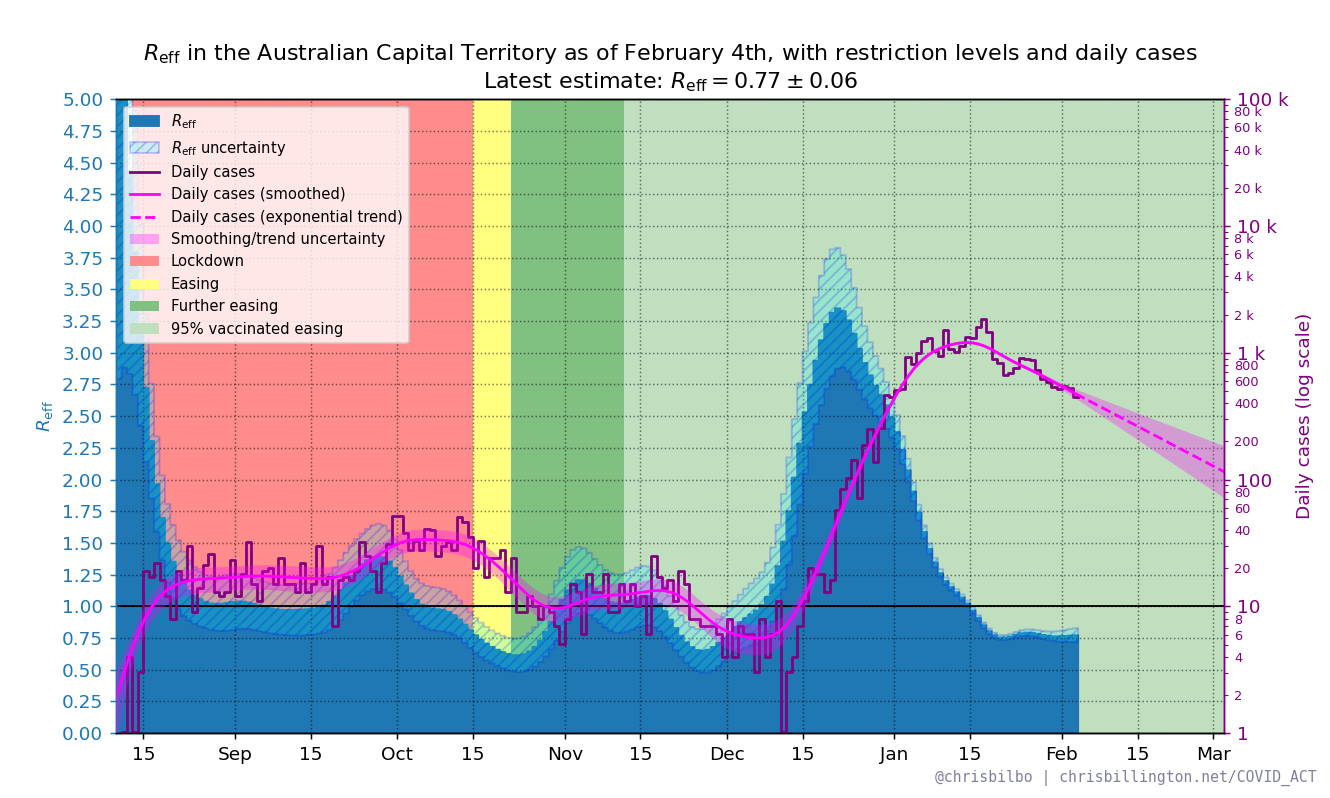 R_eff in the Australian Capital Territory as of February 4th, with restriction levels and daily cases
Latest estimate: R_eff = 0.77 ± 0.06
R_eff
R_eff uncertainty
Daily cases
Daily cases (smoothed)
Daily cases (exponential trend)
Smoothing/trend uncertainty
Lockdown
Easing
Further easing
95% vaccinated easing
R_eff
5.00
4.75
4.50
4.25
4.00
3.75
3.50
3.25
3.00
2.75
2.50
2.25
2.00
1.75
1.50
1.25
1.00
0.75
0.50
0.25
0.00
100 k
80 k
60 k
40 k
20 k
10 k
8 k
6 k
4 k
2 k
1 k
800
600
400
200
100
80
60
40
20
10
8
6
4
2
1
Daily cases (log scale)
15 Sep 15 Oct 15 Nov 15 Dec 15 Jan 15 Feb 15 Mar
@chrisbilbo | chrisbillington.net/COVID_ACT